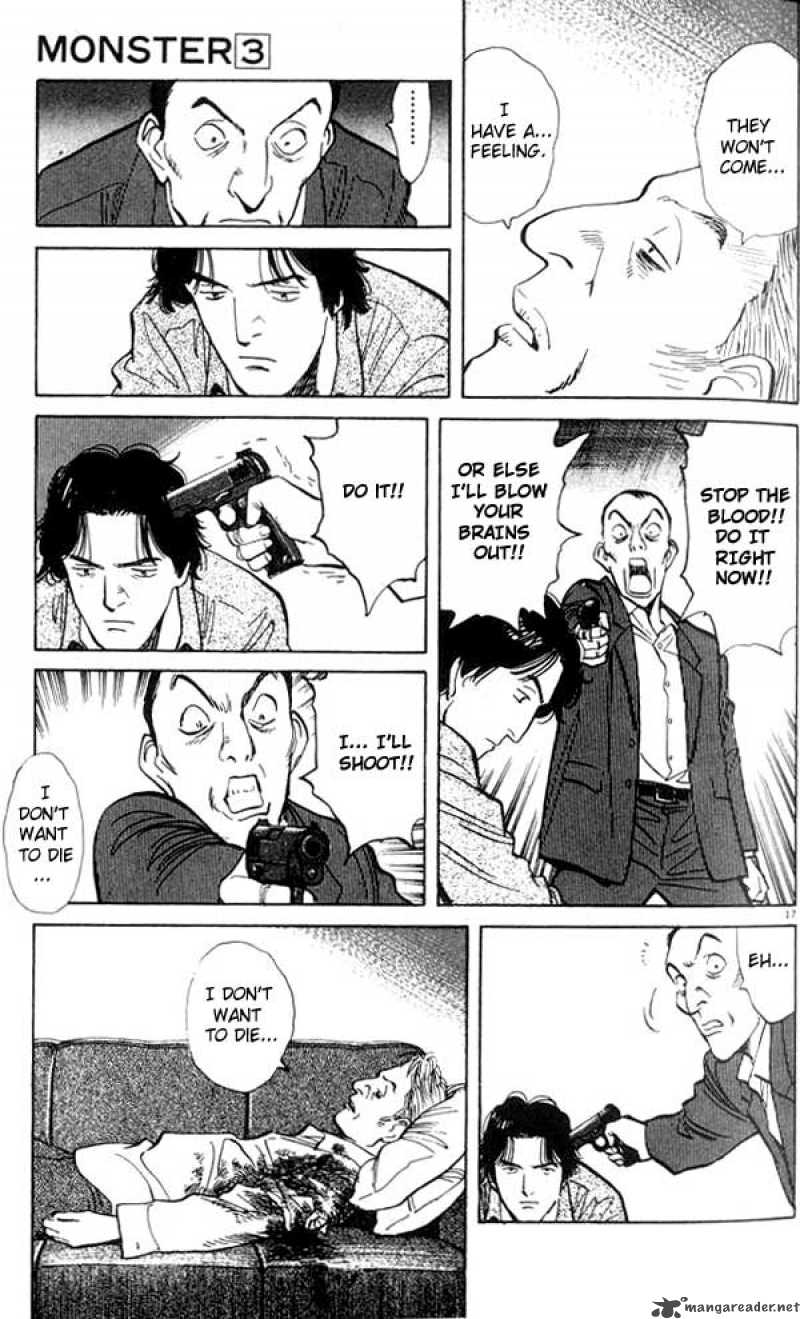 MONSTER 3
THEY
WON'T
COME...
I
HAVE A...
FEELING.
.........
STOP THE
BLOOD!!
DO IT
RIGHT
NOW!!
OR ELSE
I'LL BLOW
YOUR
BRAINS
OUT!!
DO IT!!
I... I'LL
SHOOT!!
I
DON'T
WANT
TO DIE
...
17
EH...
I DON'T
WANT
TO DIE...
mangareader.net